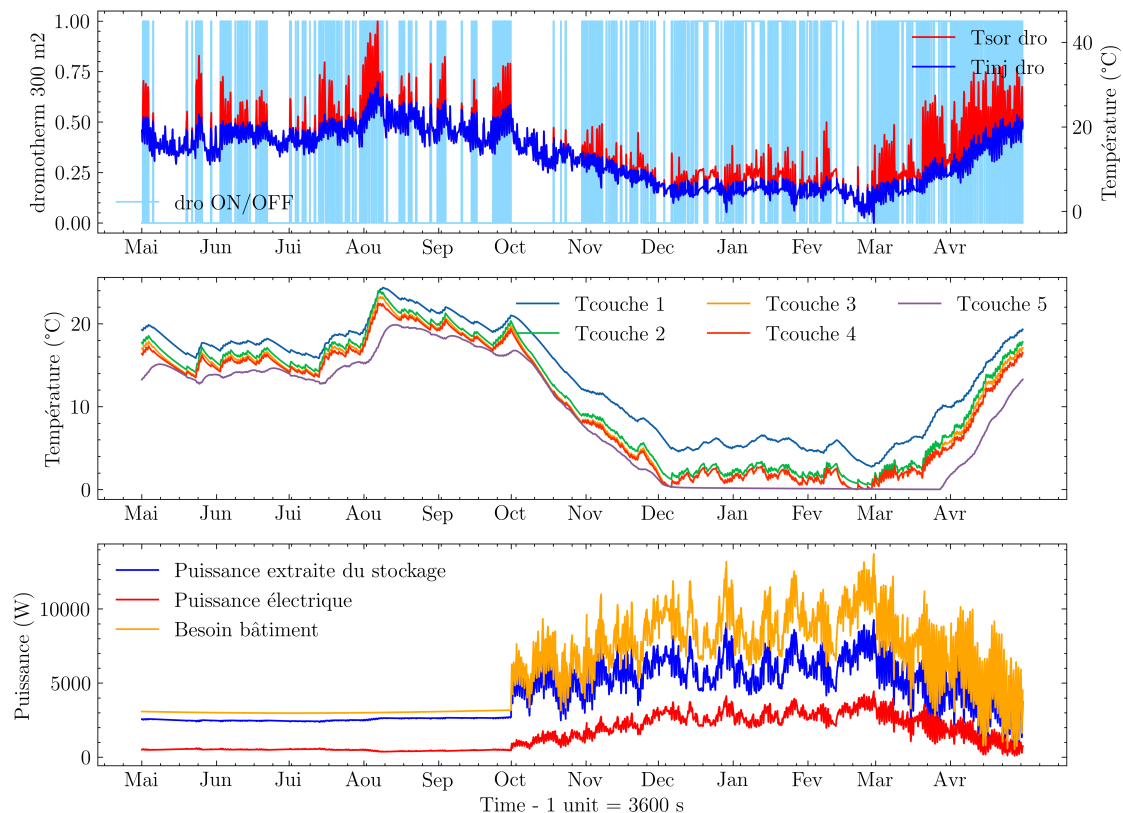 1.00
0.75
0.50
0.25
0.00
dromotherm 300 m2
40
20
0
Température (°C)
Tsor dro
Tinj dro
dro ON/OFF
Mai Jun Jui Aou Sep Oct Nov Dec Jan Fev Mar Avr
20
10
0
Température (°C)
Tcouche 1 Tcouche 3 Tcouche 5
Tcouche 2 Tcouche 4
Mai Jun Jui Aou Sep Oct Nov Dec Jan Fev Mar Avr
10000
5000
0
Puissance (W)
Puissance extraite du stockage
Puissance électrique
Besoin bâtiment
Mai Jun Jui Aou Sep Oct Nov Dec Jan Fev Mar Avr
Time - 1 unit = 3600 s